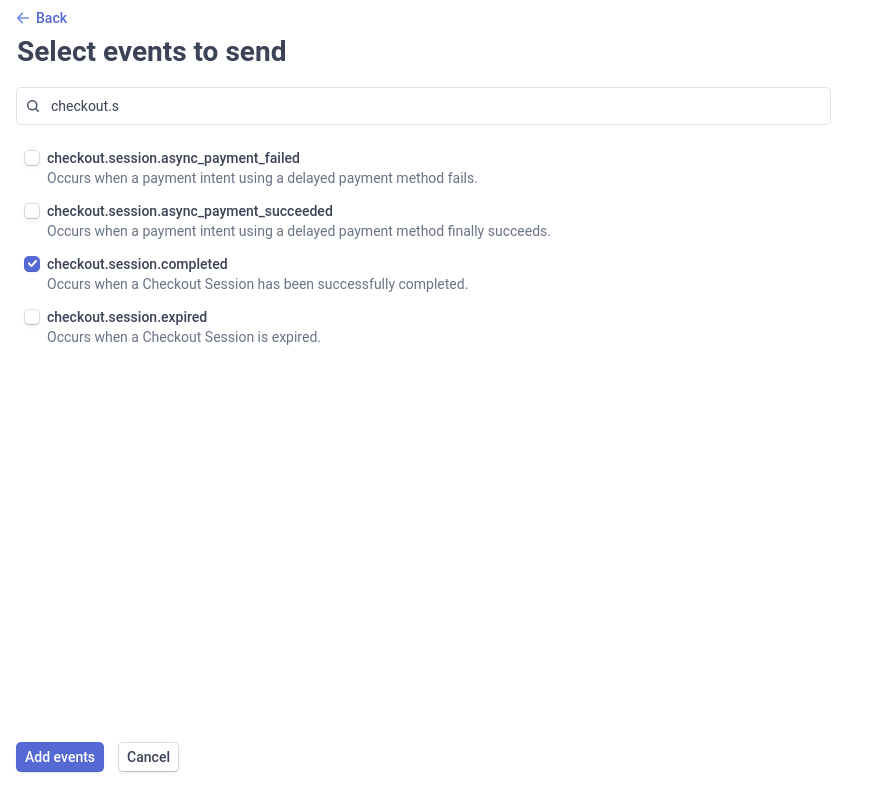 Back
Select events to send
checkout.s
checkout.session.async_payment_failed
Occurs when a payment intent using a delayed payment method fails.
checkout.session.async_payment_succeeded
Occurs when a payment intent using a delayed payment method finally succeeds.
checkout.session.completed
Occurs when a Checkout Session has been successfully completed.
checkout.session.expired
Occurs when a Checkout Session is expired.
Add events
Cancel